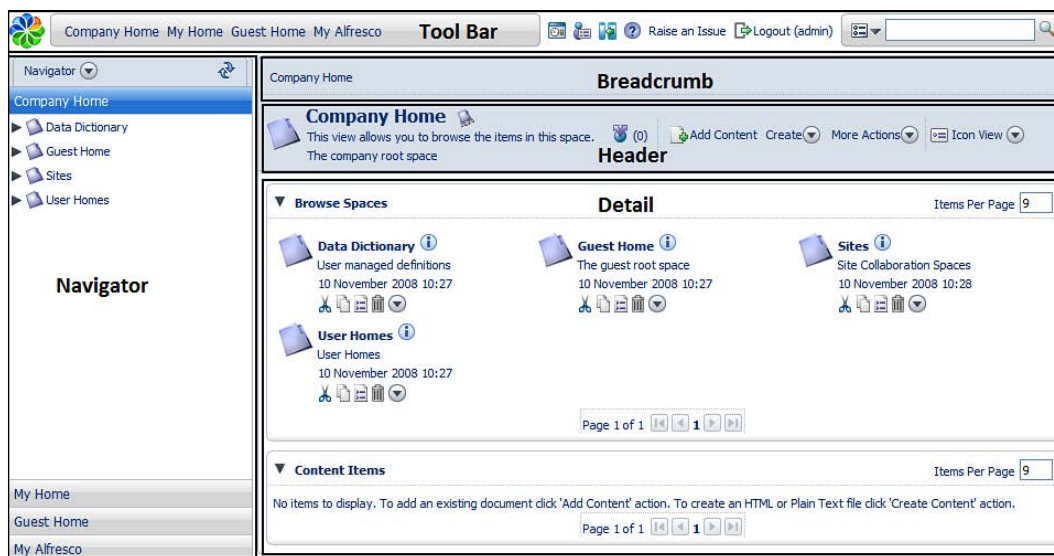 Company Home My Home Guest Home My Alfresco Tool Bar Raise an Issue Logout (admin)
Navigator
Company Home
Data Dictionary
Guest Home
Sites
User Homes
Navigator
My Home
Guest Home
My Alfresco
Company Home Breadcrumb
Company Home
This view allows you to browse the items in this space. (0) Add Content Create More Actions Icon View
The company root space Header
Browse Spaces Detail Items Per Page 9
Data Dictionary
User managed definitions
10 November 2008 10:27
Guest Home
The guest root space
10 November 2008 10:27
Sites
Site Collaboration Spaces
10 November 2008 10:28
User Homes
User Homes
10 November 2008 10:27
Page 1 of 1 1
Content Items Items Per Page 9
No items to display. To add an existing document click 'Add Content' action. To create an HTML or Plain Text file click 'Create Content' action.
Page 1 of 1 1